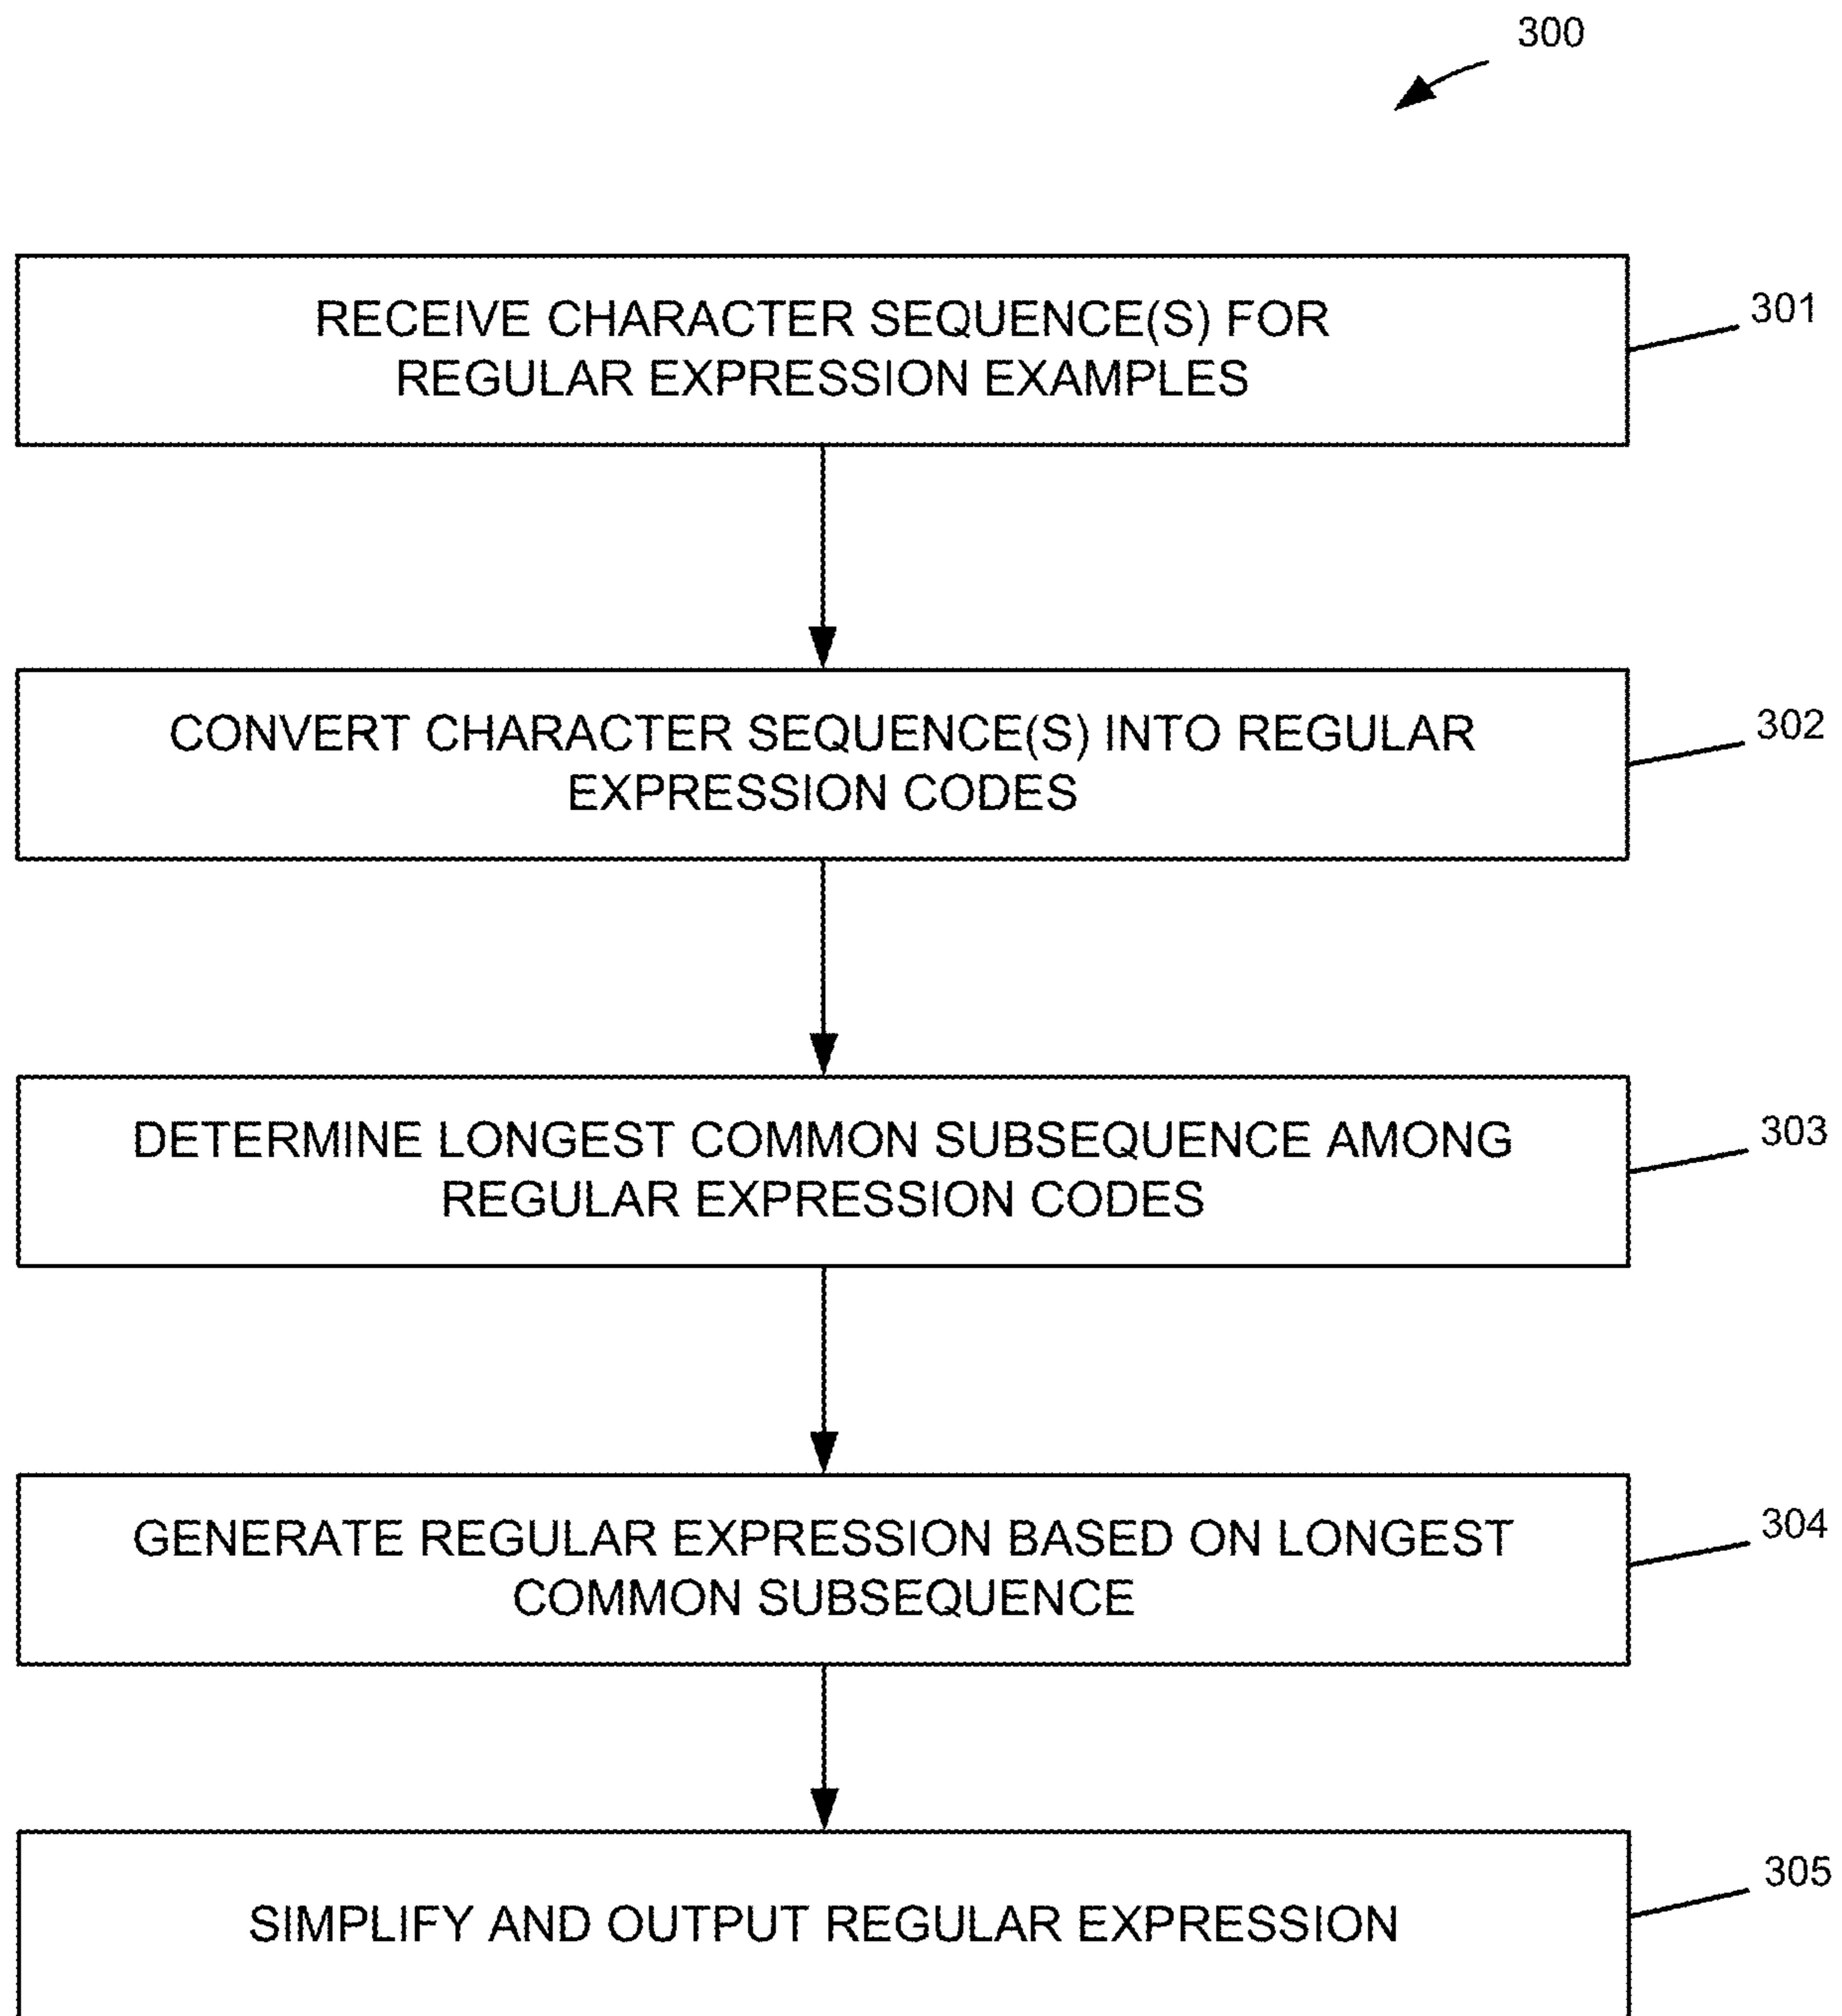 300
RECEIVE CHARACTER SEQUENCE(S) FOR
REGULAR EXPRESSION EXAMPLES
301
CONVERT CHARACTER SEQUENCE(S) INTO REGULAR
EXPRESSION CODES
302
DETERMINE LONGEST COMMON SUBSEQUENCE AMONG
REGULAR EXPRESSION CODES
303
GENERATE REGULAR EXPRESSION BASED ON LONGEST
COMMON SUBSEQUENCE
304
SIMPLIFY AND OUTPUT REGULAR EXPRESSION
305